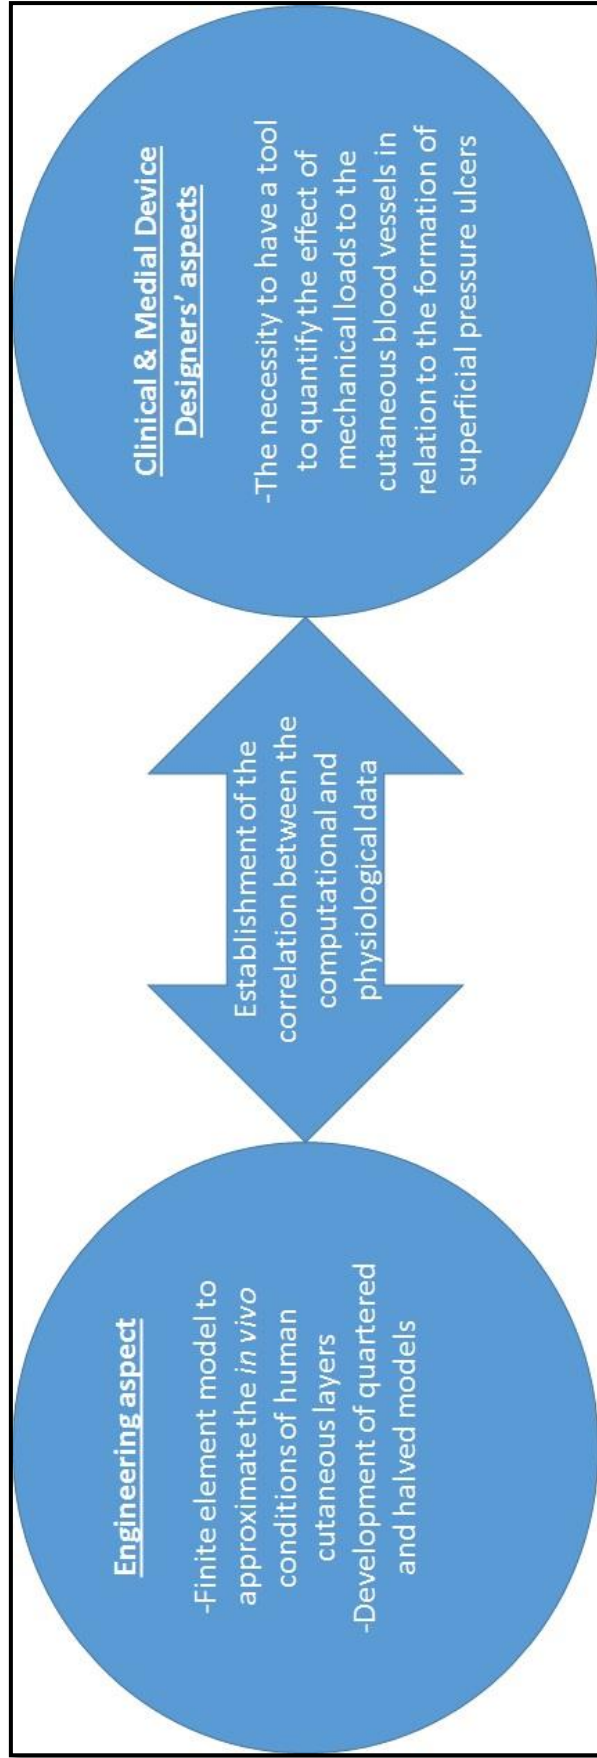 Engineering aspect
-Finite element model to
approximate the in vivo
conditions of human
cutaneous layers
-Development of quartered
and halved models
Establishment of the
correlation between the
computational and
physiological data
Clinical & Medial Device
Designers' aspects
-The necessity to have a tool
to quantify the effect of
mechanical loads to the
cutaneous blood vessels in
relation to the formation of
superficial pressure ulcers